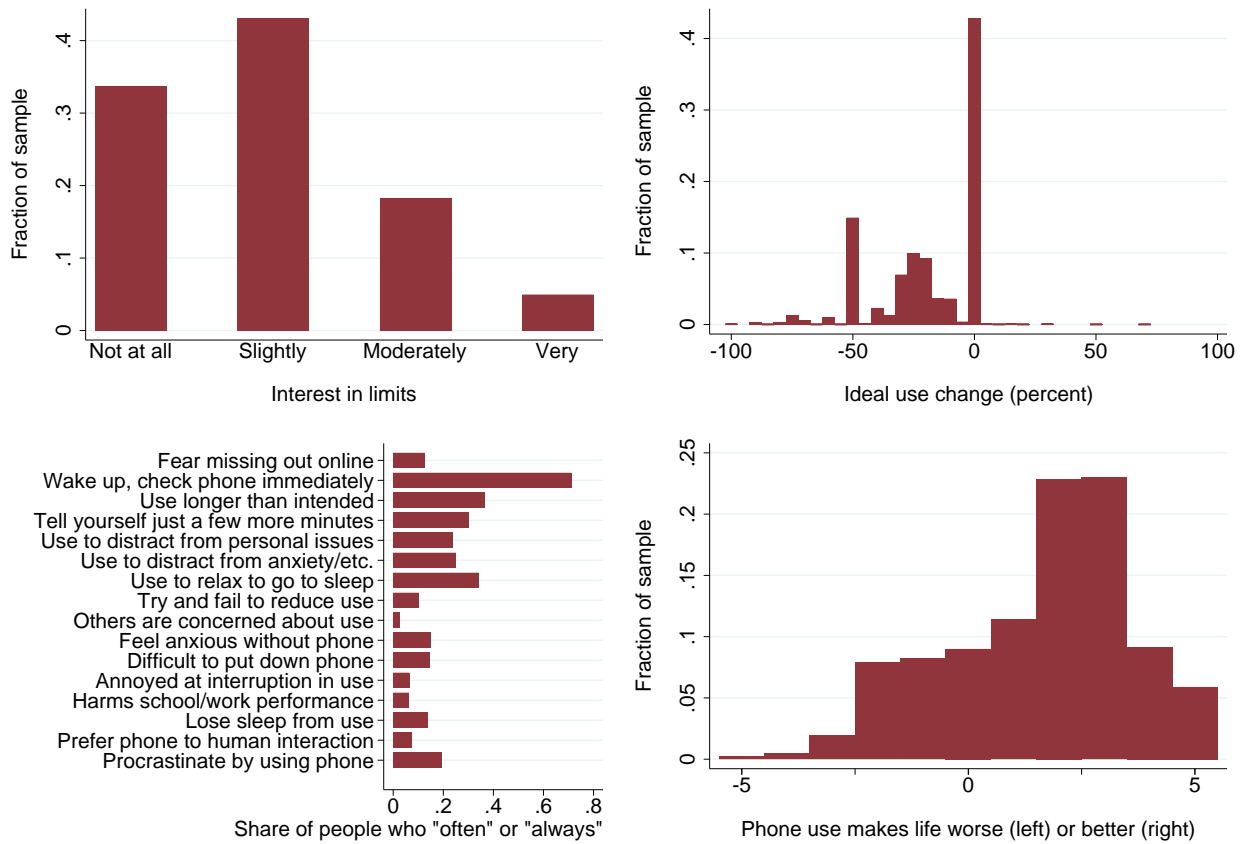 Fraction of sample
.4
.3
.2
.1
0
Not at all Slightly Moderately Very
Interest in limits
Fraction of sample
.4
.3
.2
.1
0
-100 -50 0 50 100
Ideal use change (percent)
Fear missing out online
Wake up, check phone immediately
Use longer than intended
Tell yourself just a few more minutes
Use to distract from personal issues
Use to distract from anxiety/etc.
Use to relax to go to sleep
Try and fail to reduce use
Others are concerned about use
Feel anxious without phone
Difficult to put down phone
Annoyed at interruption in use
Harms school/work performance
Lose sleep from use
Prefer phone to human interaction
Procrastinate by using phone
0 .2 .4 .6 .8
Share of people who "often" or "always"
Fraction of sample
.25
.2
.15
.1
.05
0
-5 0 5
Phone use makes life worse (left) or better (right)